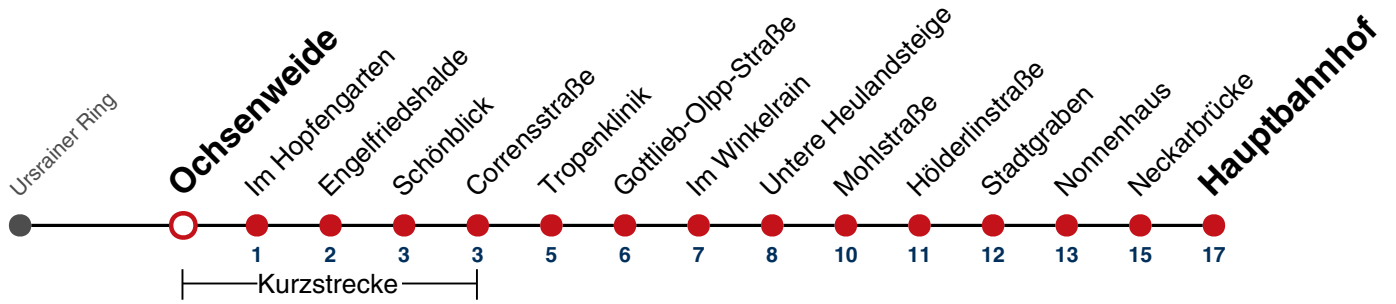 Ursrainer Ring
Ochsenweide
Im Hopfengarten
Engelfriedshalde
Schönblick
Corrensstraße
Tropenklinik
Gottlieb-Olpp-Straße
Im Winkelrain
Untere Heulandsteige
Mohlstraße
Hölderlinstraße
Stadtgraben
Nonnenhaus
Neckarbrücke
Hauptbahnhof
1 2 3 3 5 6 7 8 10 11 12 13 15 17
Kurzstrecke